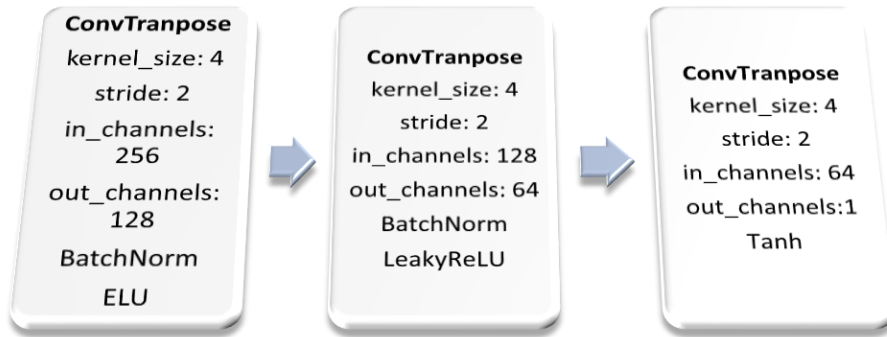 ConvTranpose
kernel_size: 4
stride: 2
in_channels:
256
out_channels:
128
BatchNorm
ELU
ConvTranpose
kernel_size: 4
stride: 2
in_channels: 128
out_channels: 64
BatchNorm
LeakyReLU
ConvTranpose
kernel_size: 4
stride: 2
in_channels: 64
out_channels:1
Tanh